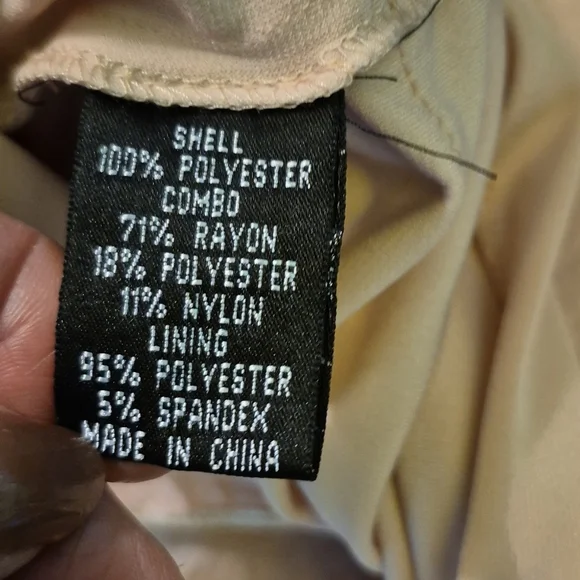 SHELL
100% POLYESTER
COMBO
71% RAYON
18% POLYESTER
11% NYLON
LINING
95% POLYESTER
5% SPANDEX
MADE IN CHINA